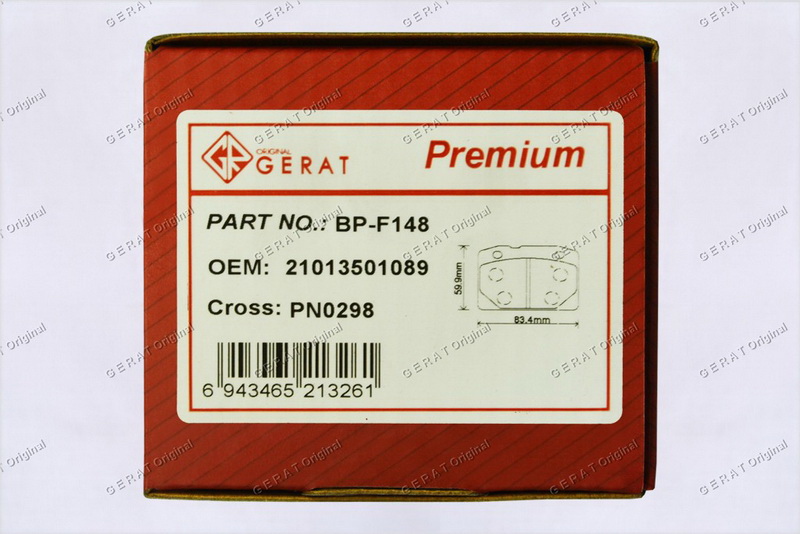 ORIGINAL
GERAT
Premium
PART NO.: BP-F148
OEM: 21013501089
59.9mm
Cross: PN0298
83.4mm
6 943465 213261
GERAT Original